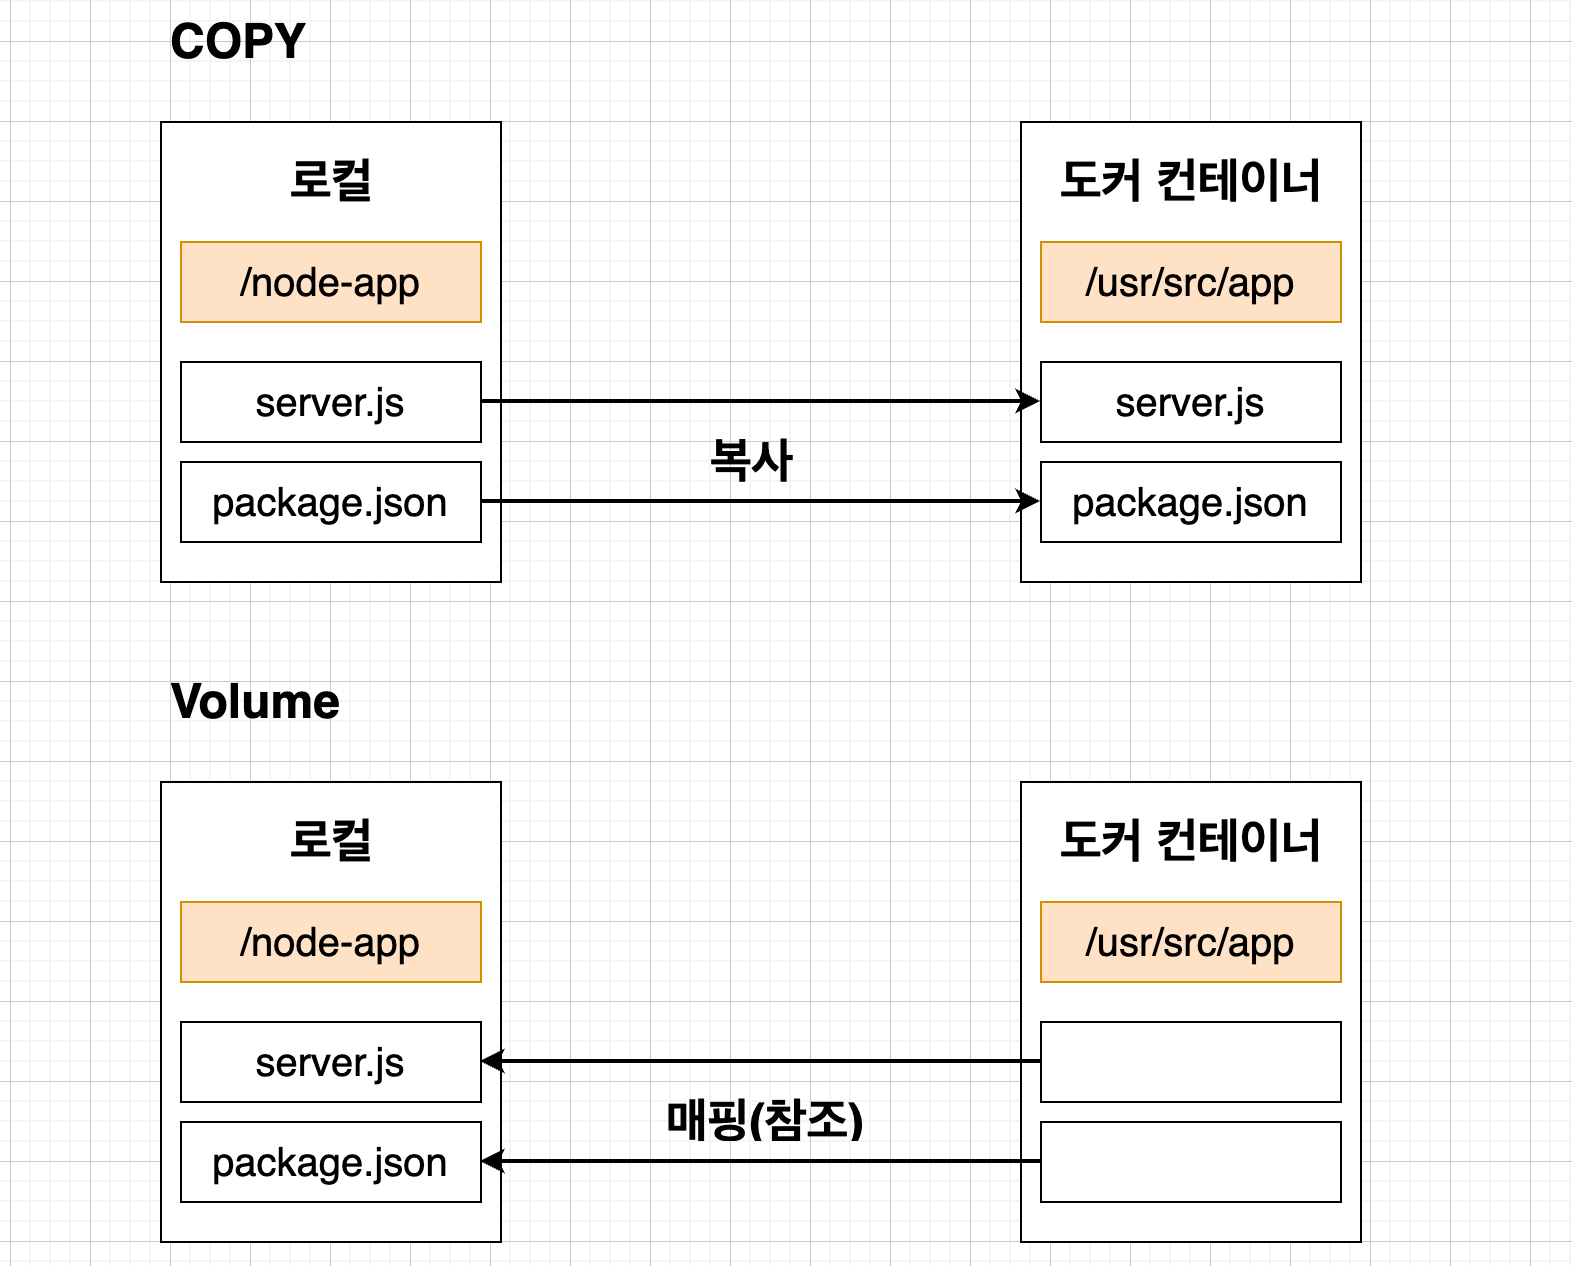 COPY
로컬
도커 컨테이너
/node-app
/usr/src/app
server.js
server.js
복사
package.json
package.json
Volume
로컬
도커 컨테이너
/node-app
/usr/src/app
server.js
매핑(참조)
package.json